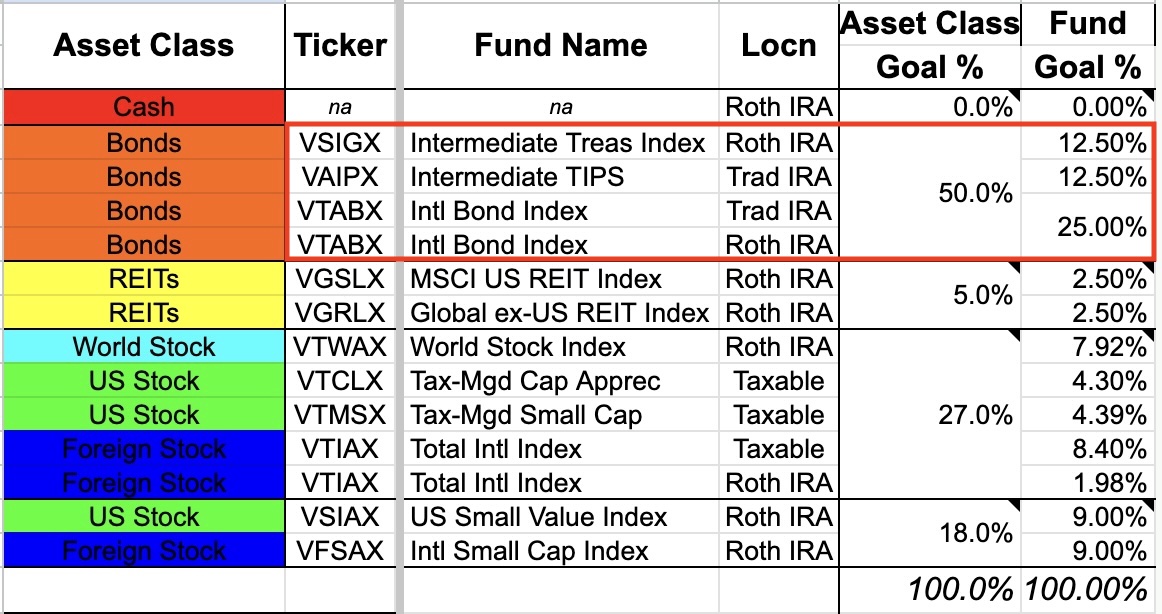 Asset Class Ticker Fund Name Locn Asset Class Goal % Fund Goal %
Cash na na Roth IRA 0.0% 0.00%
Bonds VSIGX Intermediate Treas Index Roth IRA 50.0% 12.50%
Bonds VAIPX Intermediate TIPS Trad IRA 12.50%
Bonds VTABX Intl Bond Index Trad IRA 25.00%
Bonds VTABX Intl Bond Index Roth IRA
REITs VGSLX MSCI US REIT Index Roth IRA 5.0% 2.50%
REITs VGRLX Global ex-US REIT Index Roth IRA 2.50%
World Stock VTWAX World Stock Index Roth IRA 27.0% 7.92%
US Stock VTCLX Tax-Mgd Cap Apprec Taxable 4.30%
US Stock VTMSX Tax-Mgd Small Cap Taxable 4.39%
Foreign Stock VTIAX Total Intl Index Taxable 8.40%
Foreign Stock VTIAX Total Intl Index Roth IRA 1.98%
US Stock VSIAX US Small Value Index Roth IRA 18.0% 9.00%
Foreign Stock VFSAX Intl Small Cap Index Roth IRA 9.00%
100.0% 100.00%